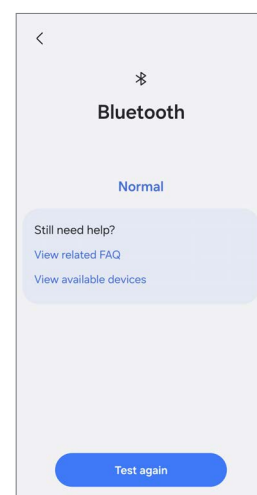 Bluetooth
Normal
Still need help?
View related FAQ
View available devices
Test again